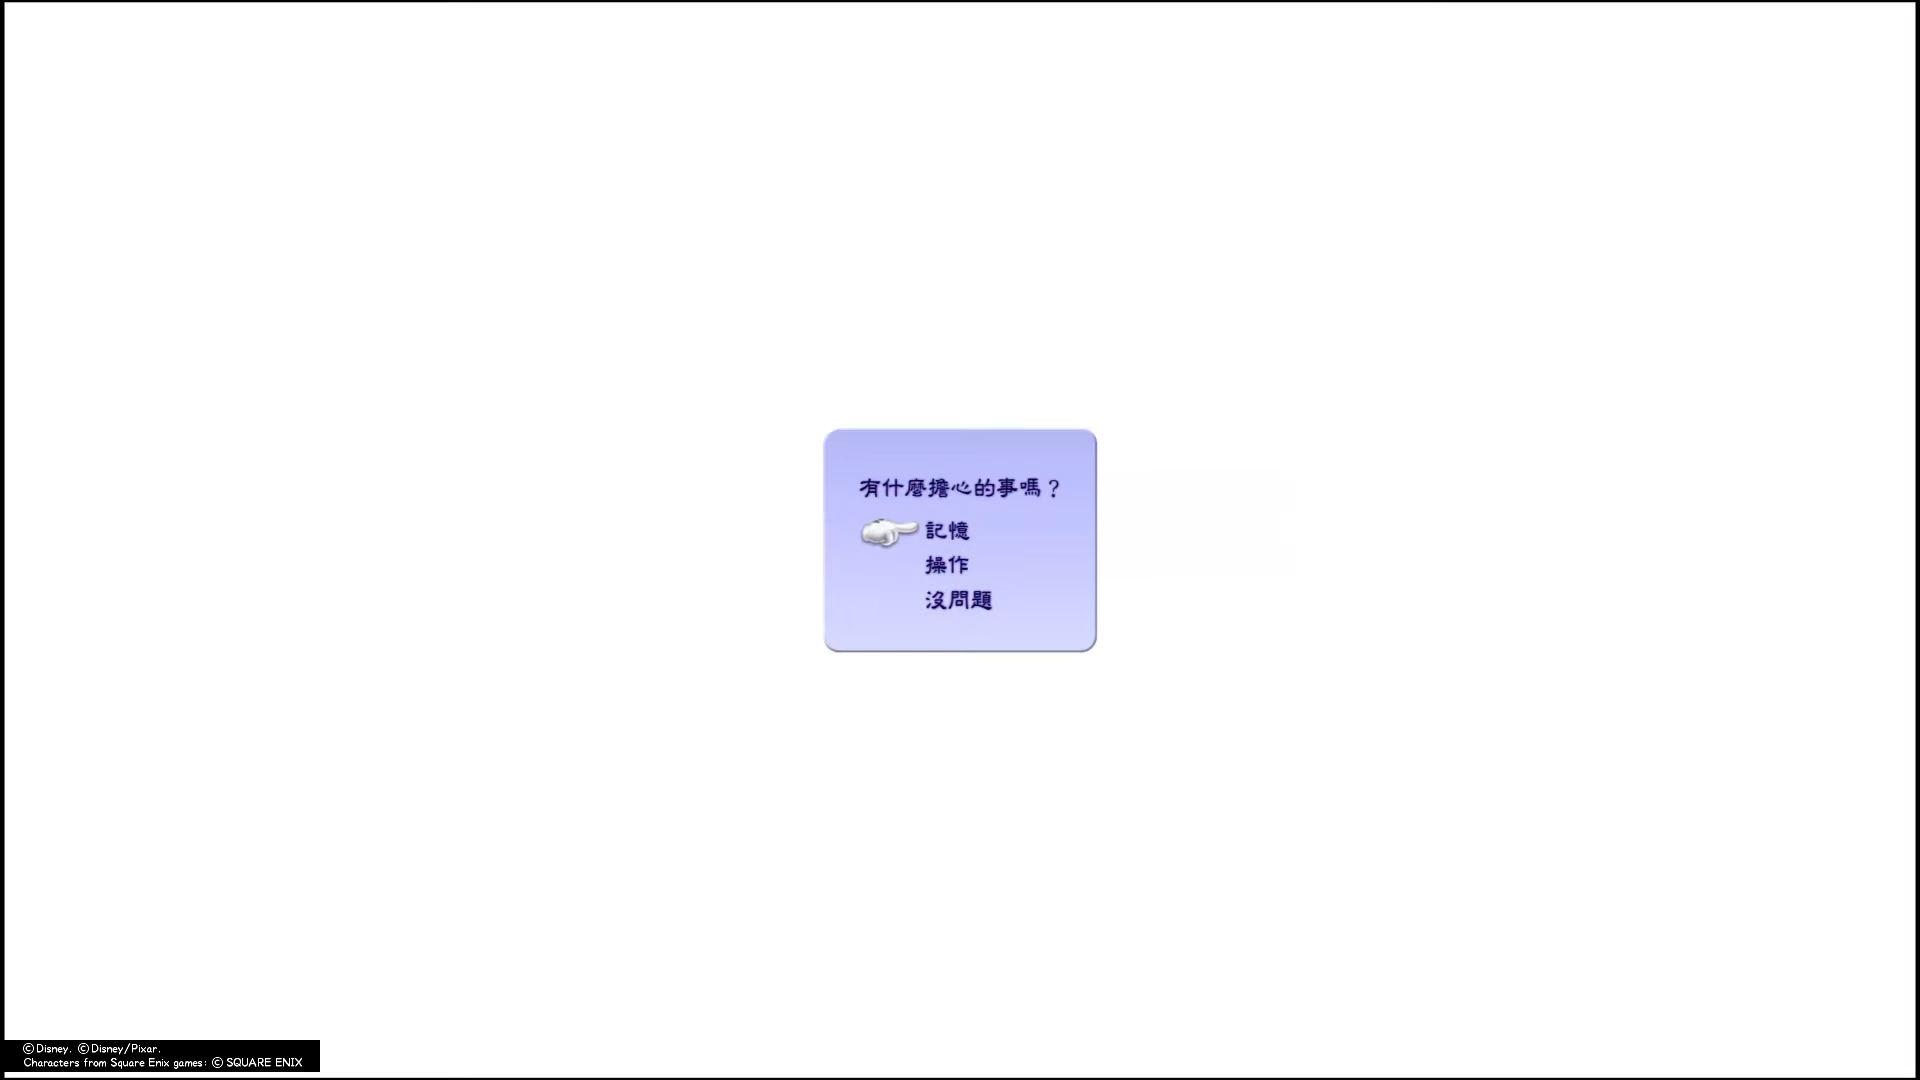 有什麼擔心的事嗎？
記憶
操作
沒問題
©Disney. ©Disney/Pixar.
Characters from Square Enix games: © SQUARE ENIX